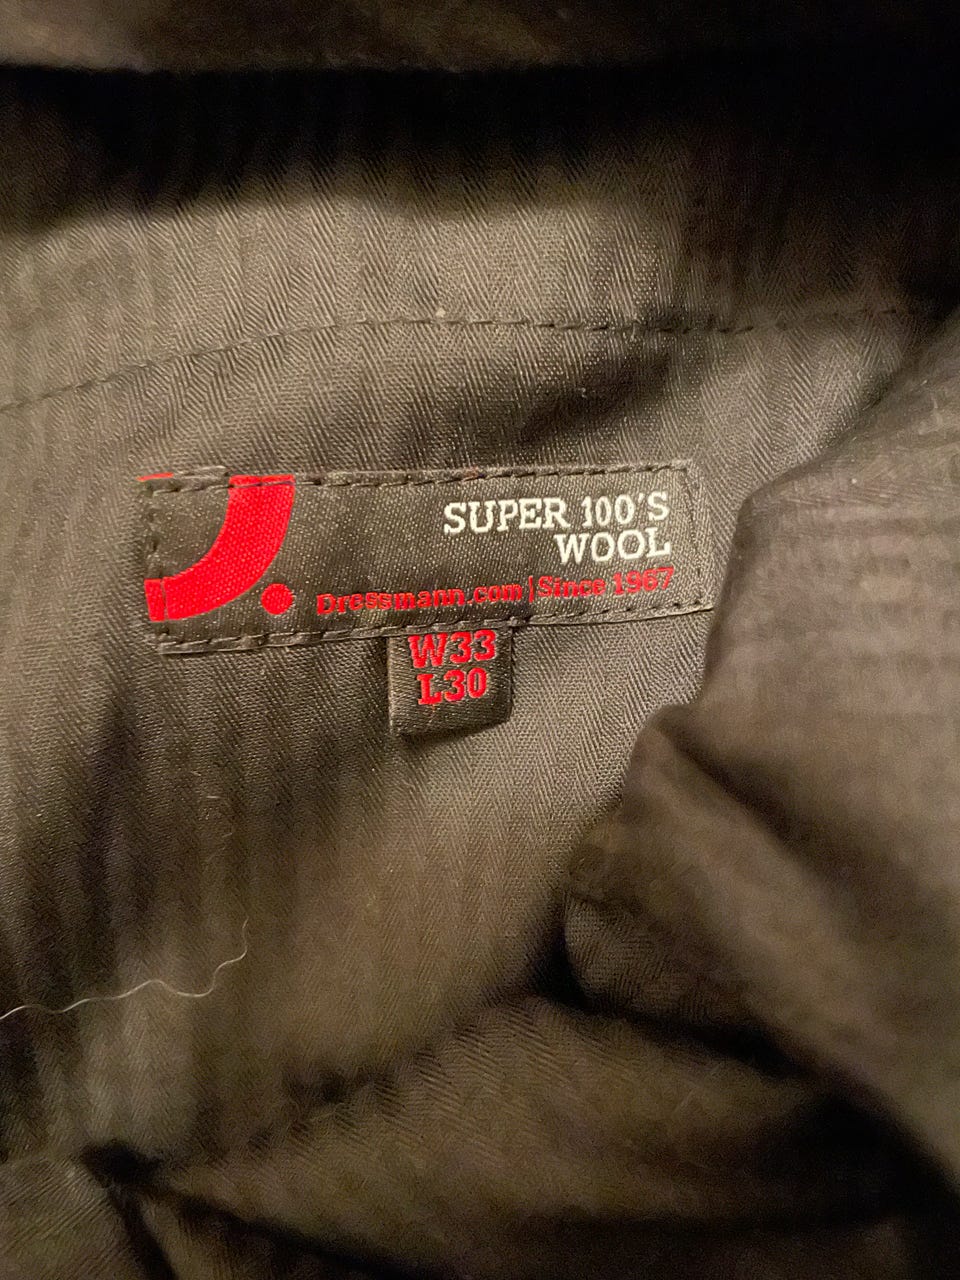 SUPER 100'S
WOOL
Dressmann.com | Since 1967
W33
L30